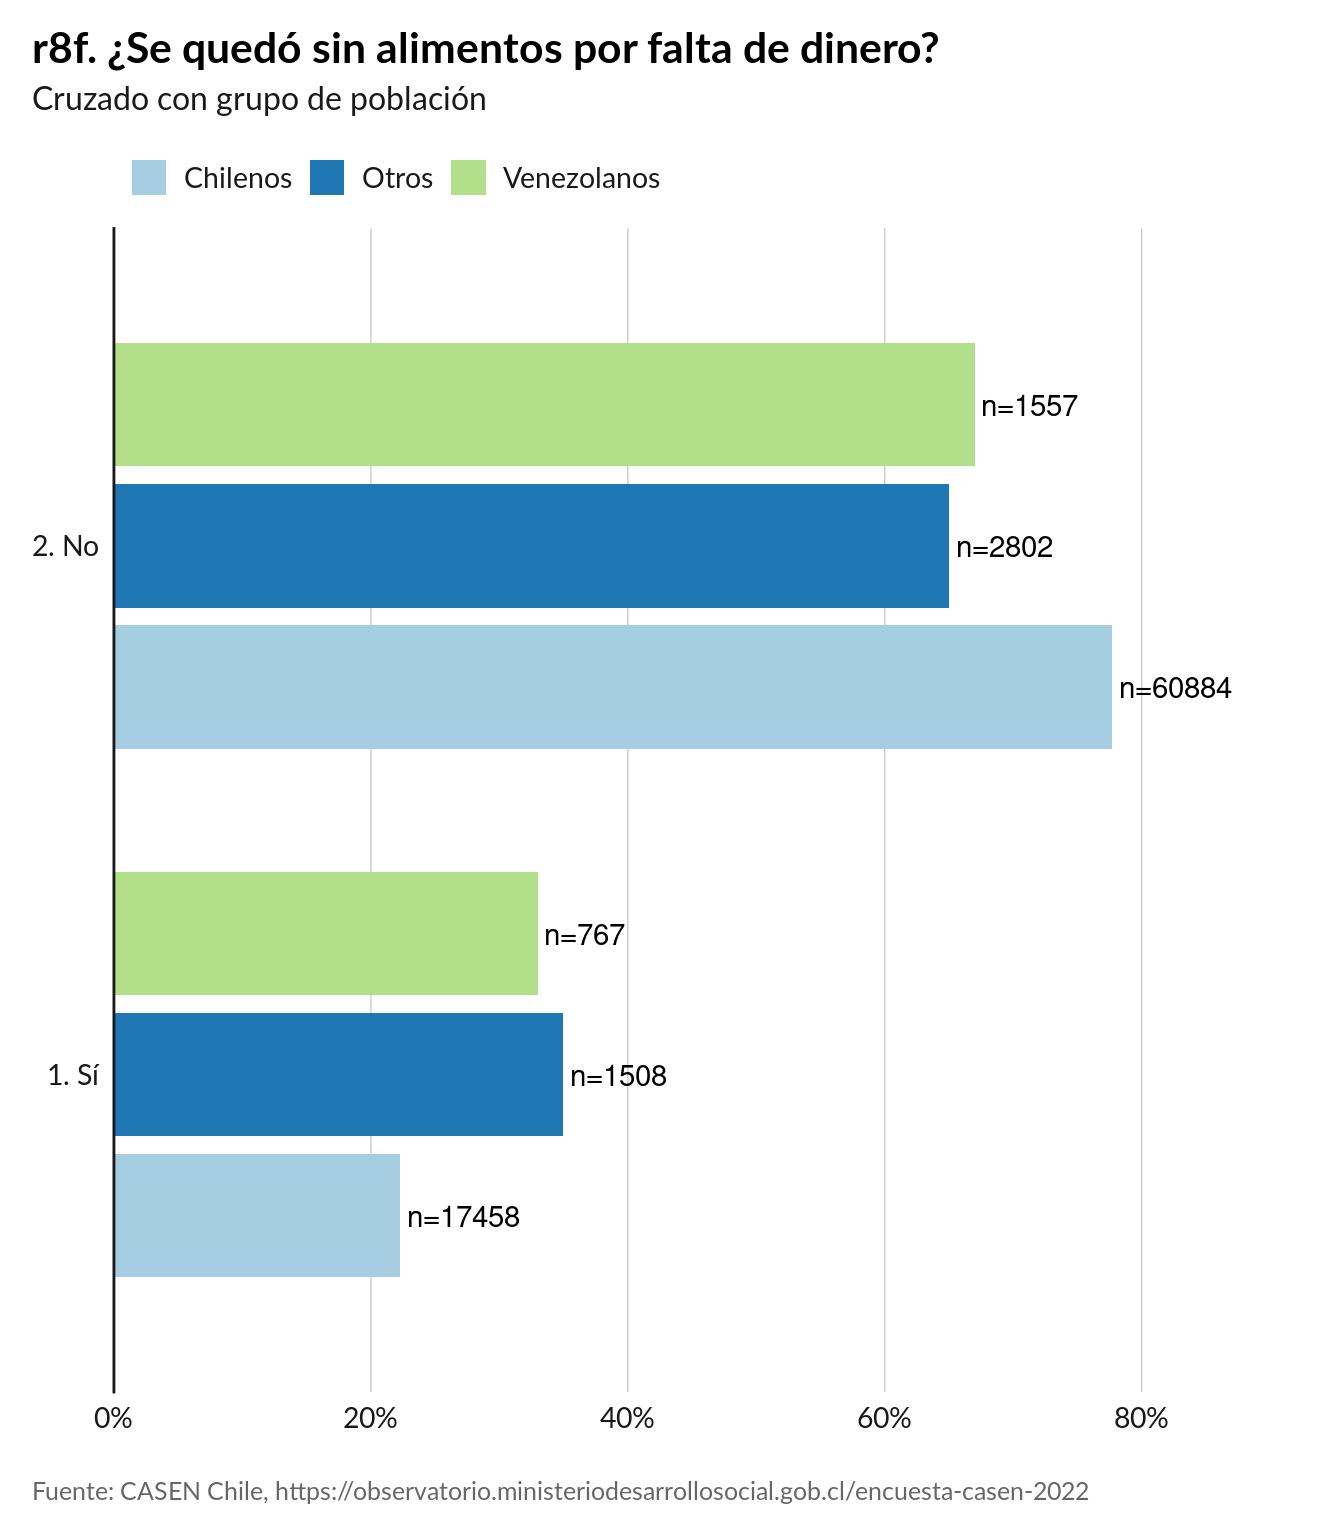 r8f. ¿Se quedó sin alimentos por falta de dinero?
Cruzado con grupo de población
Chilenos Otros Venezolanos
n=1557
2. No n=2802
n=60884
n=767
1. Sí n=1508
n=17458
0% 20% 40% 60% 80%
Fuente: CASEN Chile, https://observatorio.ministeriodesarrollosocial.gob.cl/encuesta-casen-2022